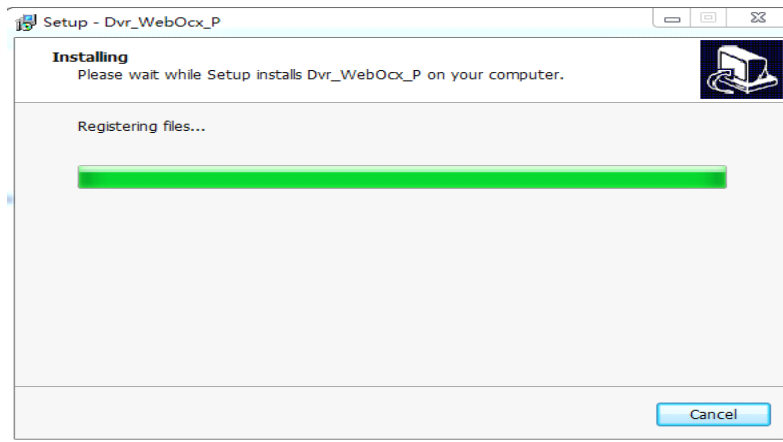 Setup - Dvr_WebOcx_P
Installing
Please wait while Setup installs Dvr_WebOcx_P on your computer.
Registering files...
Cancel